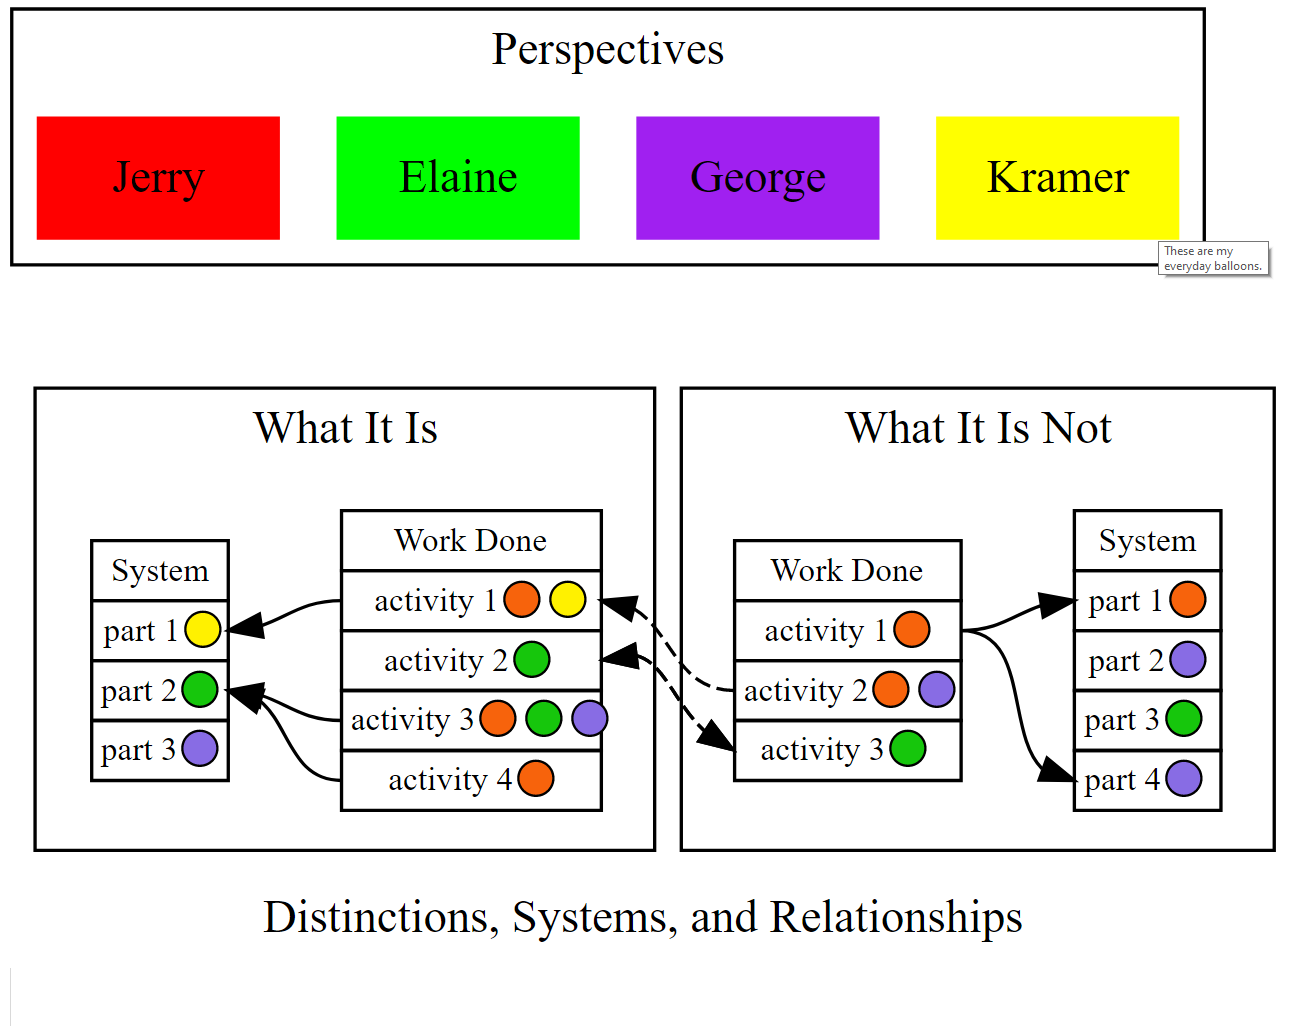 Perspectives
Jerry
Elaine
George
Kramer
These are my
everyday balloons.
What It Is
System
part 1
part 2
part 3
Work Done
activity 1
activity 2
activity 3
activity 4
What It Is Not
Work Done
activity 1
activity 2
activity 3
System
part 1
part 2
part 3
part 4
Distinctions, Systems, and Relationships